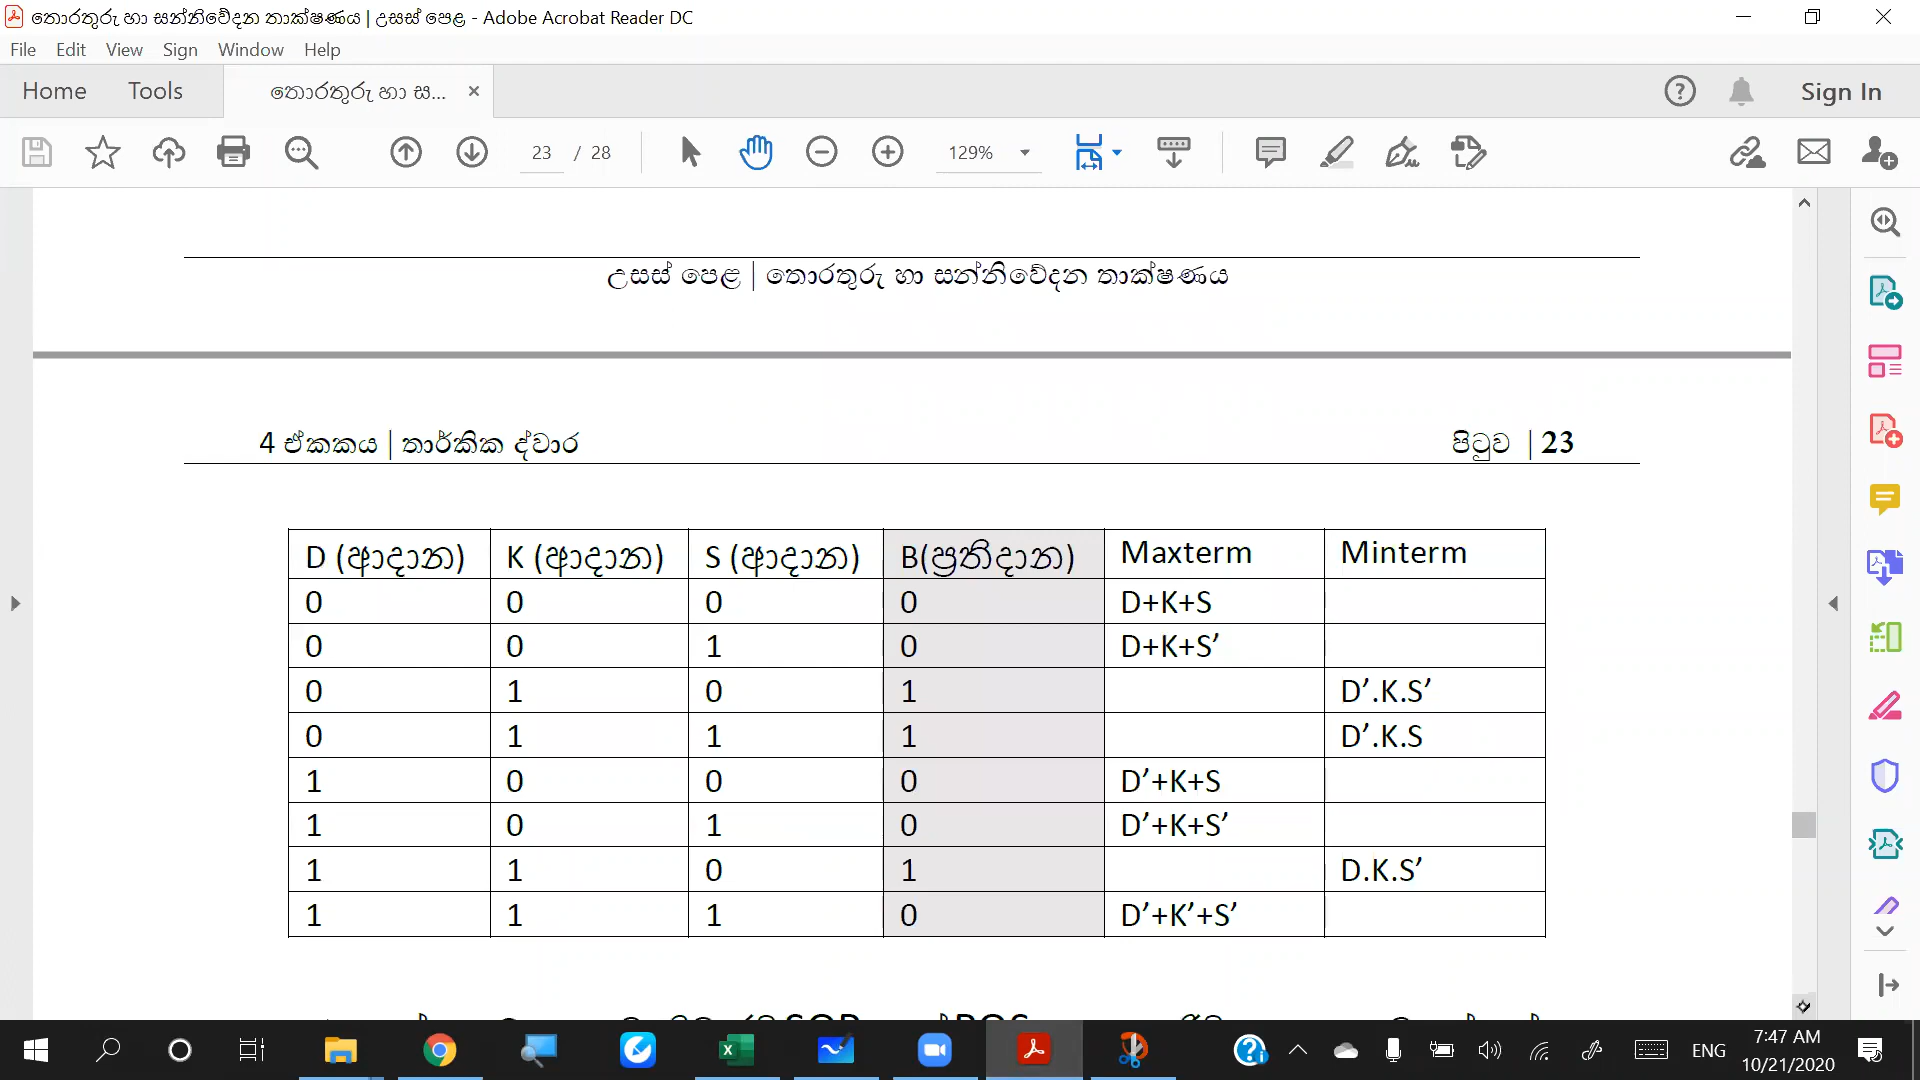 තොරතුරු හා සන්නිවේදන තාක්ෂණය | උසස් පෙළ - Adobe Acrobat Reader DC
File Edit View Sign Window Help
Home Tools තොරතුරු හා ස... Sign In
23 / 28 129%
උසස් පෙළ | තොරතුරු හා සන්නිවේදන තාක්ෂණය
4 ඒකකය | තාර්කික ද්වාර පිටුව | 23
D (ආදාන) K (ආදාන) S (ආදාන) B(ප්‍රතිදාන) Maxterm Minterm
0 0 0 0 D+K+S
0 0 1 0 D+K+S’
0 1 0 1 D’.K.S’
0 1 1 1 D’.K.S
1 0 0 0 D’+K+S
1 0 1 0 D’+K+S’
1 1 0 1 D.K.S’
1 1 1 0 D’+K’+S’
ENG 7:47 AM
10/21/2020